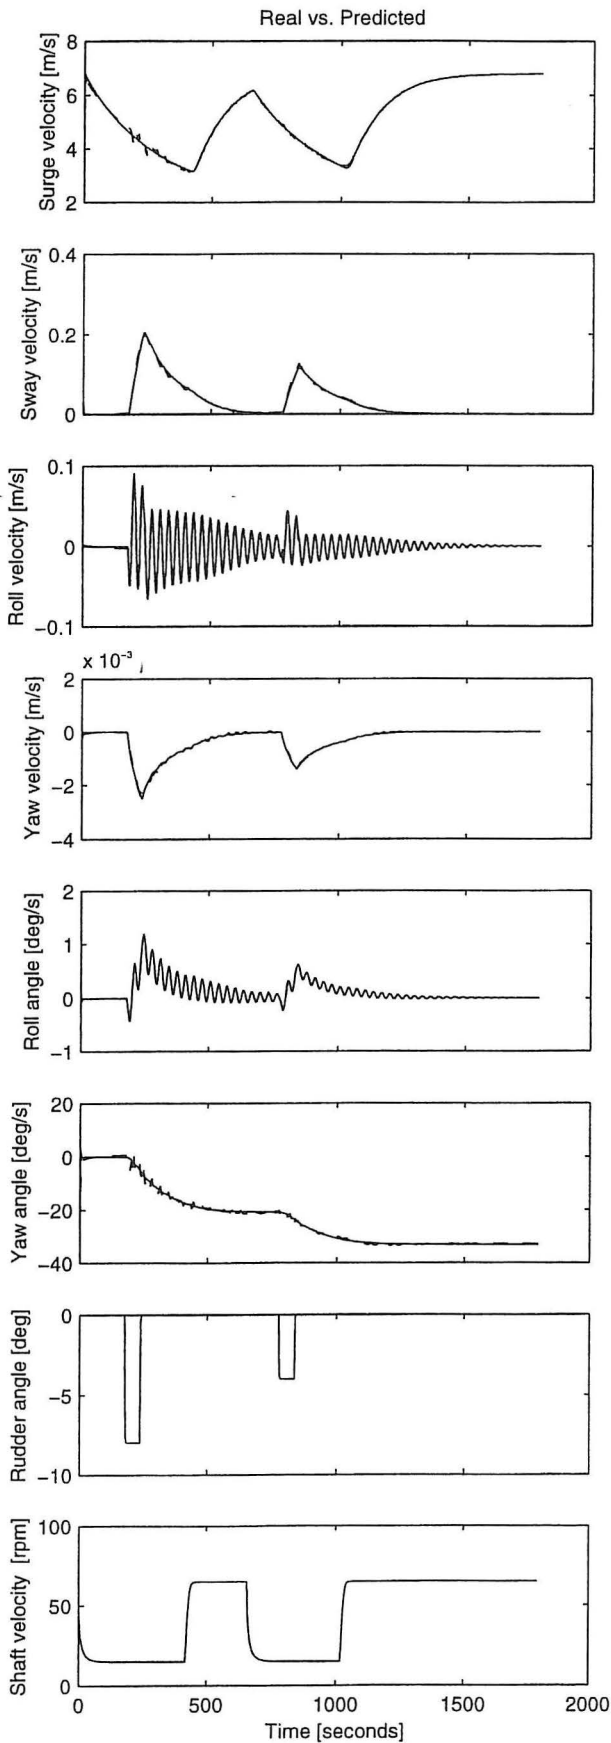 Real vs. Predicted
Surge velocity [m/s]
8
6
4
2
Sway velocity [m/s]
0.4
0.2
0
Roll velocity [m/s]
0.1
0
−0.1
x 10⁻³
Yaw velocity [m/s]
2
0
−2
−4
Roll angle [deg/s]
2
1
0
−1
Yaw angle [deg/s]
20
0
−20
−40
Rudder angle [deg]
0
−5
−10
Shaft velocity [rpm]
100
50
0
0 500 1000 1500 2000
Time [seconds]